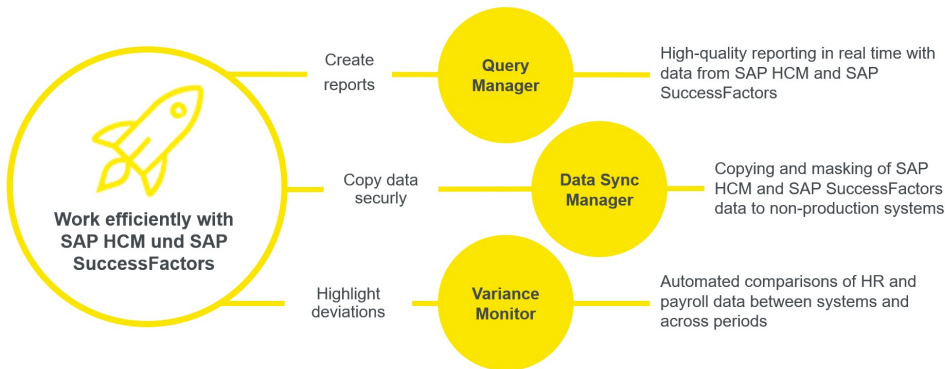 Work efficiently with
SAP HCM und SAP
SuccessFactors
Create
reports
Query
Manager
High-quality reporting in real time with
data from SAP HCM and SAP
SuccessFactors
Copy data
securly
Data Sync
Manager
Copying and masking of SAP
HCM and SAP SuccessFactors
data to non-production systems
Highlight
deviations
Variance
Monitor
Automated comparisons of HR and
payroll data between systems and
across periods